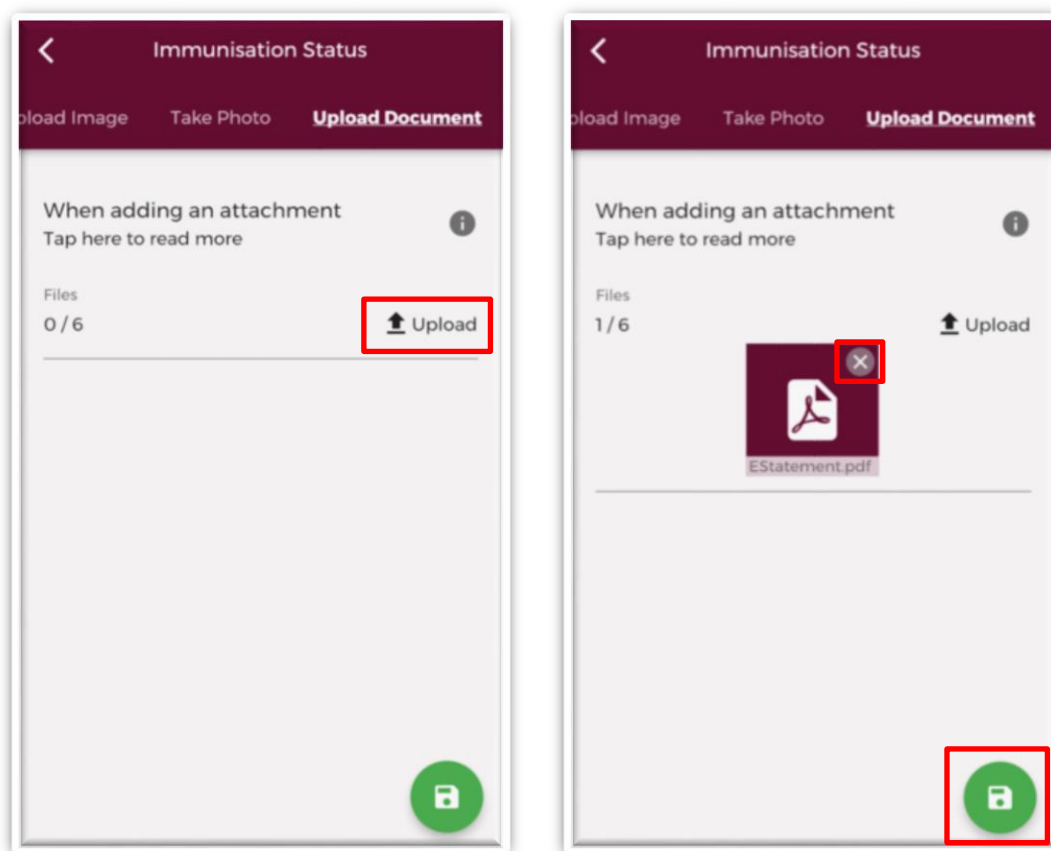 Immunisation Status
pload Image Take Photo Upload Document
When adding an attachment
Tap here to read more
Files
0 / 6 Upload
Immunisation Status
pload Image Take Photo Upload Document
When adding an attachment
Tap here to read more
Files
1 / 6 Upload
EStatement.pdf